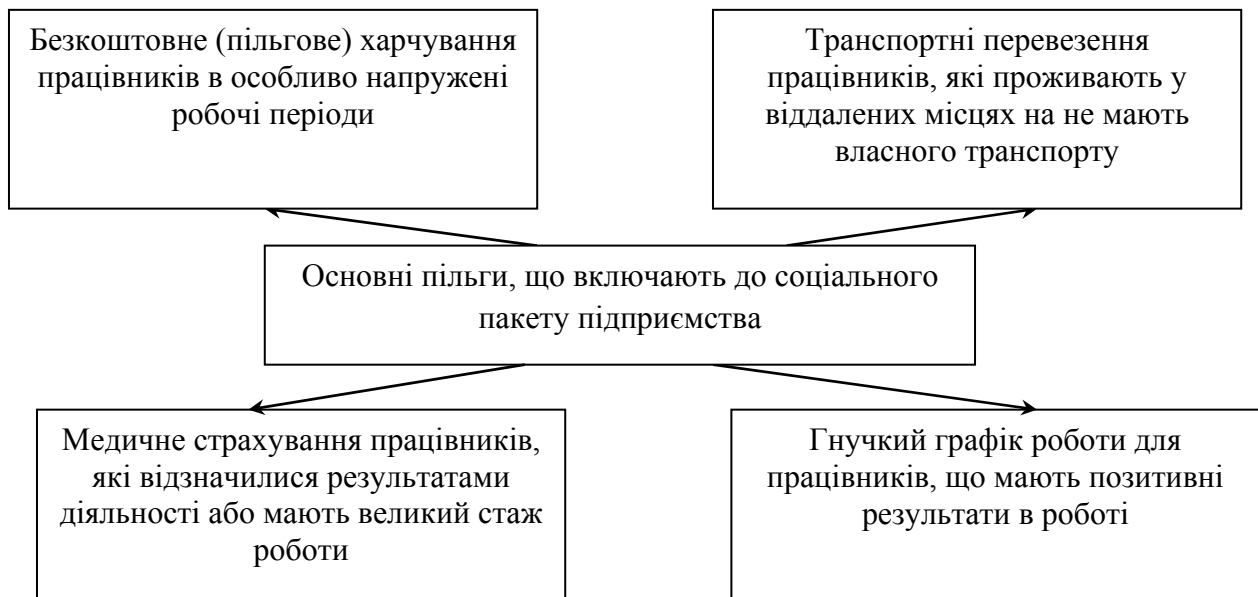 Безкоштовне (пільгове) харчування
працівників в особливо напружені
робочі періоди
Транспортні перевезення
працівників, які проживають у
віддалених місцях на не мають
власного транспорту
Основні пільги, що включають до соціального
пакету підприємства
Медичне страхування працівників,
які відзначилися результатами
діяльності або мають великий стаж
роботи
Гнучкий графік роботи для
працівників, що мають позитивні
результати в роботі